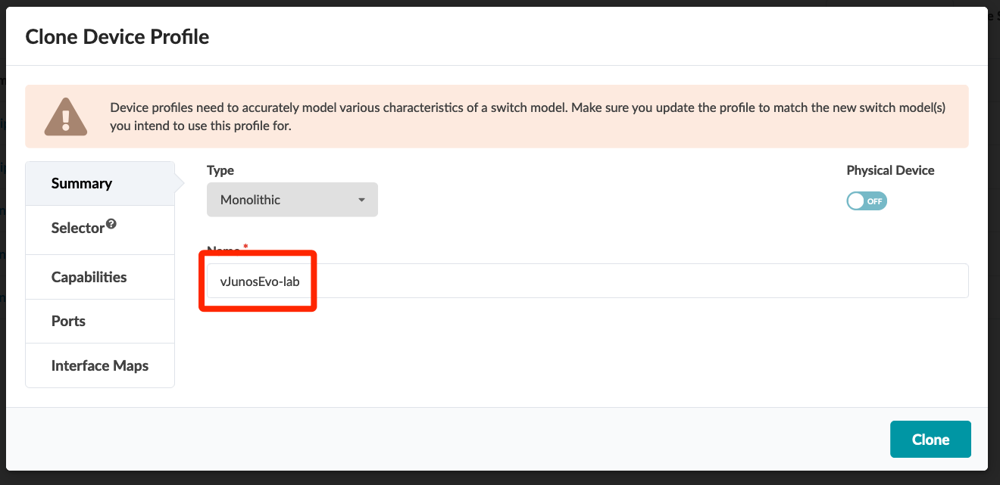 Clone Device Profile
Device profiles need to accurately model various characteristics of a switch model. Make sure you update the profile to match the new switch model(s)
you intend to use this profile for.
Summary
Selector?
Capabilities
Ports
Interface Maps
Type
Monolithic
Physical Device
OFF
Name *
vJunosEvo-lab
Clone